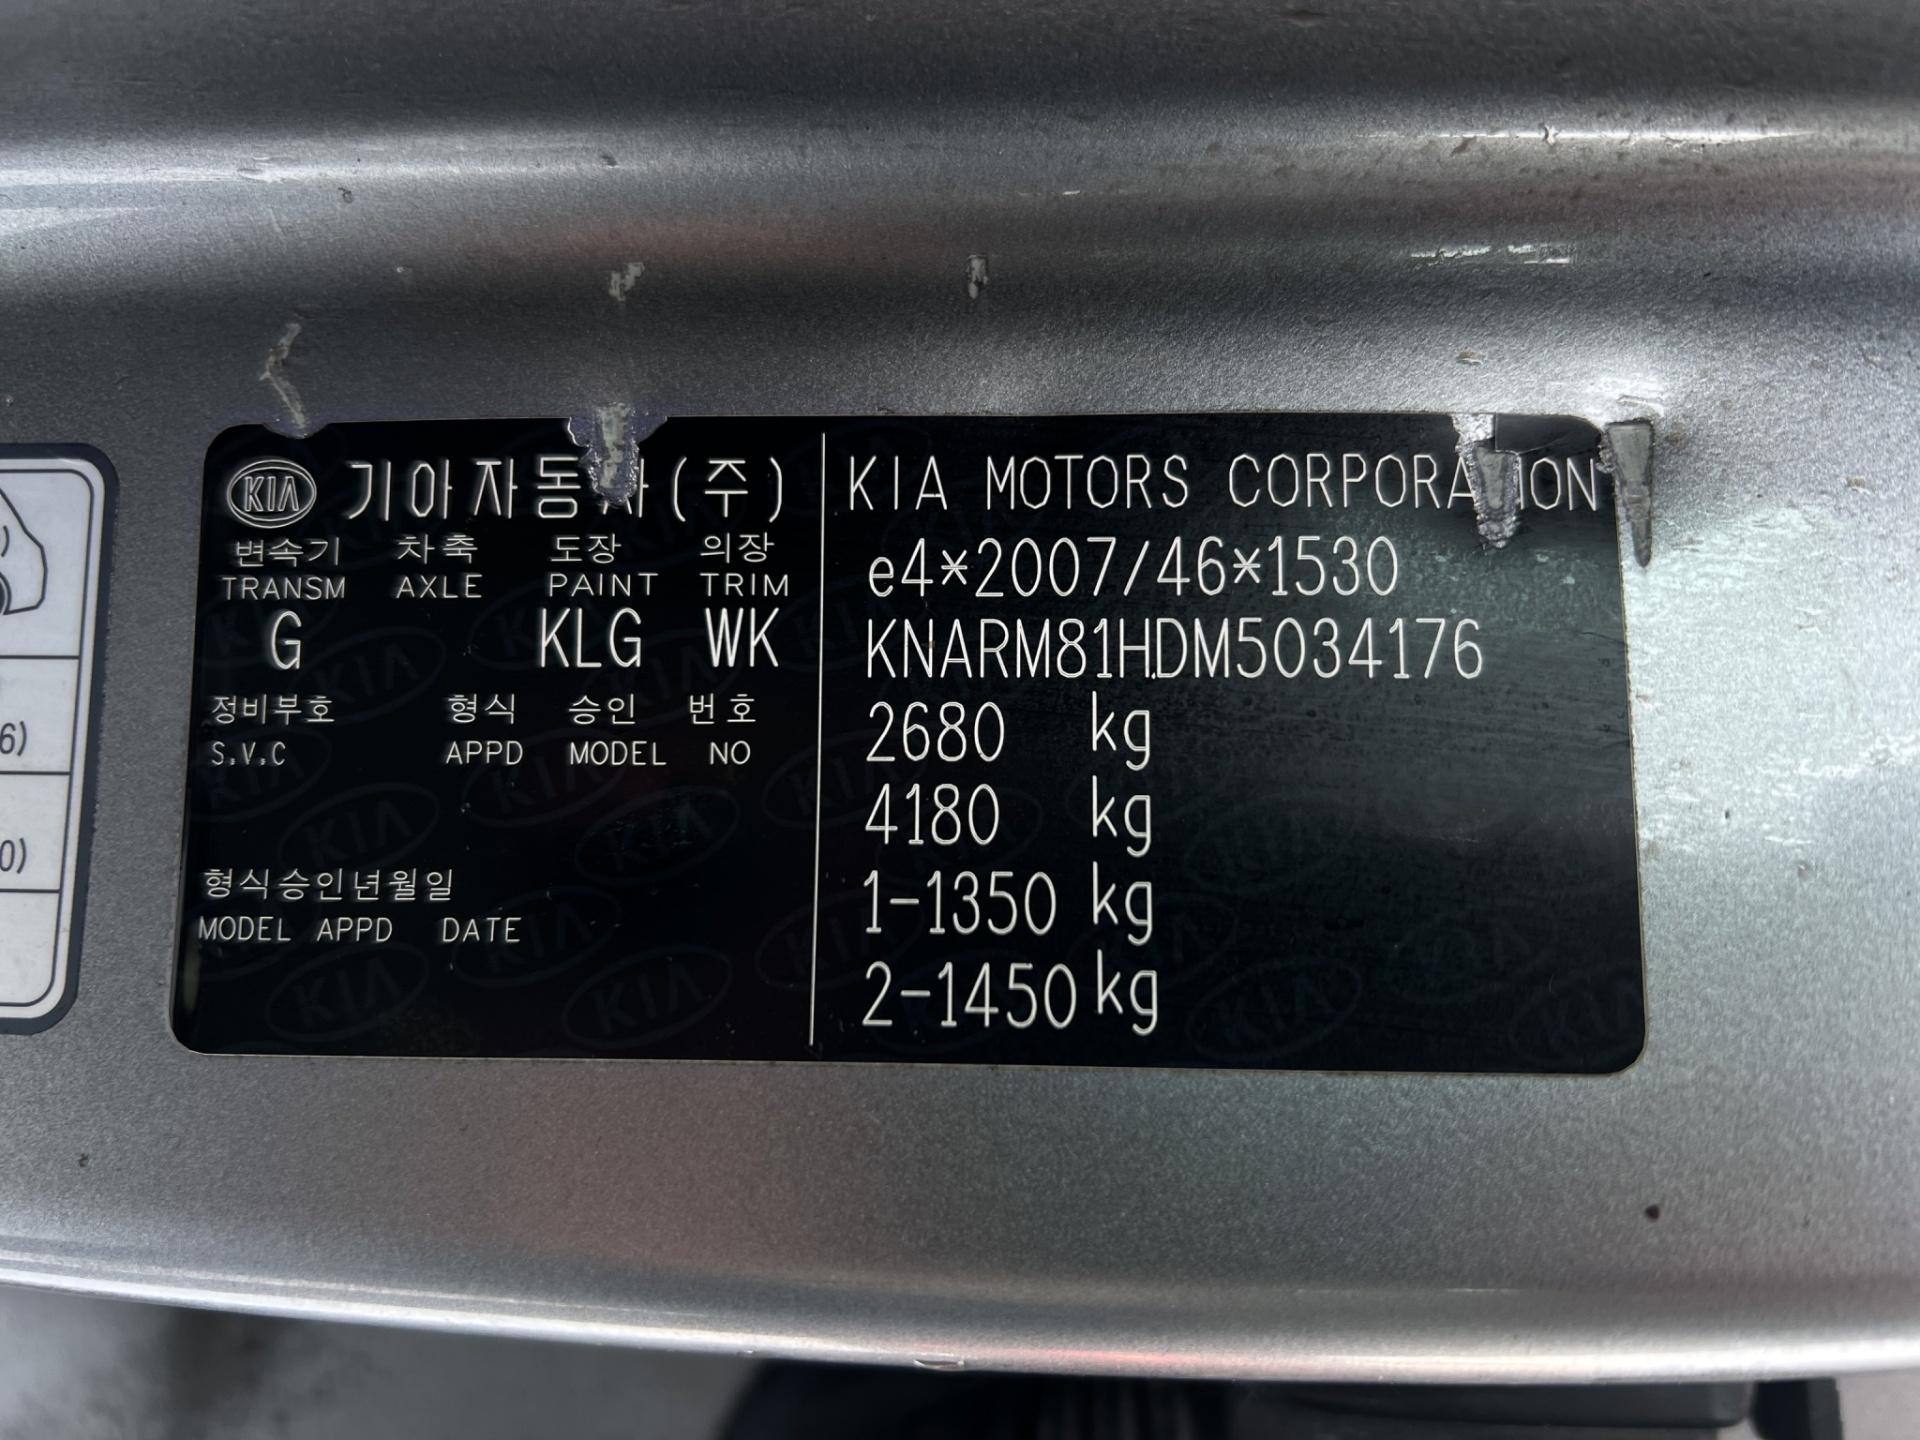 KIA 기아자동차(주)
변속기 차축 도장 의장
TRANSM AXLE PAINT TRIM
G KLG WK
정비부호 형식 승인 번호
S.V.C APPD MODEL NO
형식승인년월일
MODEL APPD DATE
KIA MOTORS CORPORATION
e4*2007/46*1530
KNARM81HDM5034176
2680 kg
4180 kg
1-1350 kg
2-1450 kg
6)
0)